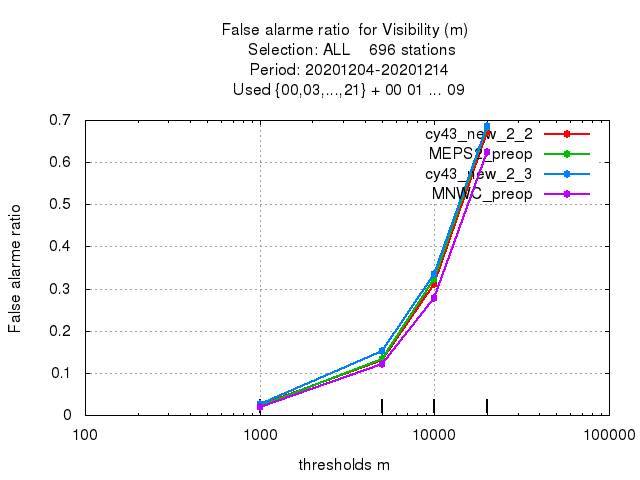 False alarme ratio  for Visibility (m)
Selection: ALL    696 stations
Period: 20201204-20201214
Used {00,03,...,21} + 00 01 ... 09
0.7
0.6
0.5
0.4
0.3
0.2
0.1
0
False alarme ratio
cy43_new_2_2
MEPS2_preop
cy43_new_2_3
MNWC_preop
100
1000
10000
100000
thresholds m